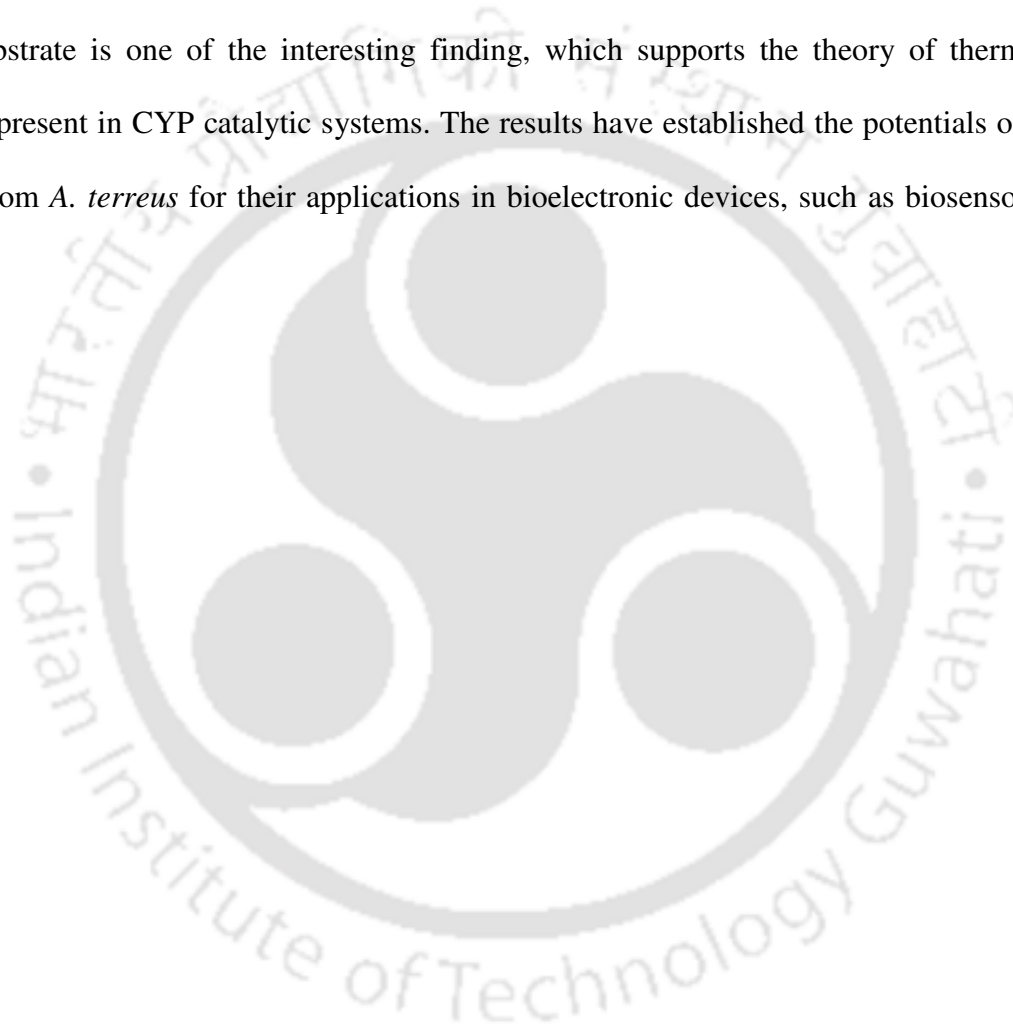 bstrate is one of the interesting finding, which supports the theory of therm
present in CYP catalytic systems. The results have established the potentials o
om A. terreus for their applications in bioelectronic devices, such as biosenso
भारतीय प्रौद्योगिकी संस्थान गुवाहाटी
• Indian Institute of Technology Guwahati •